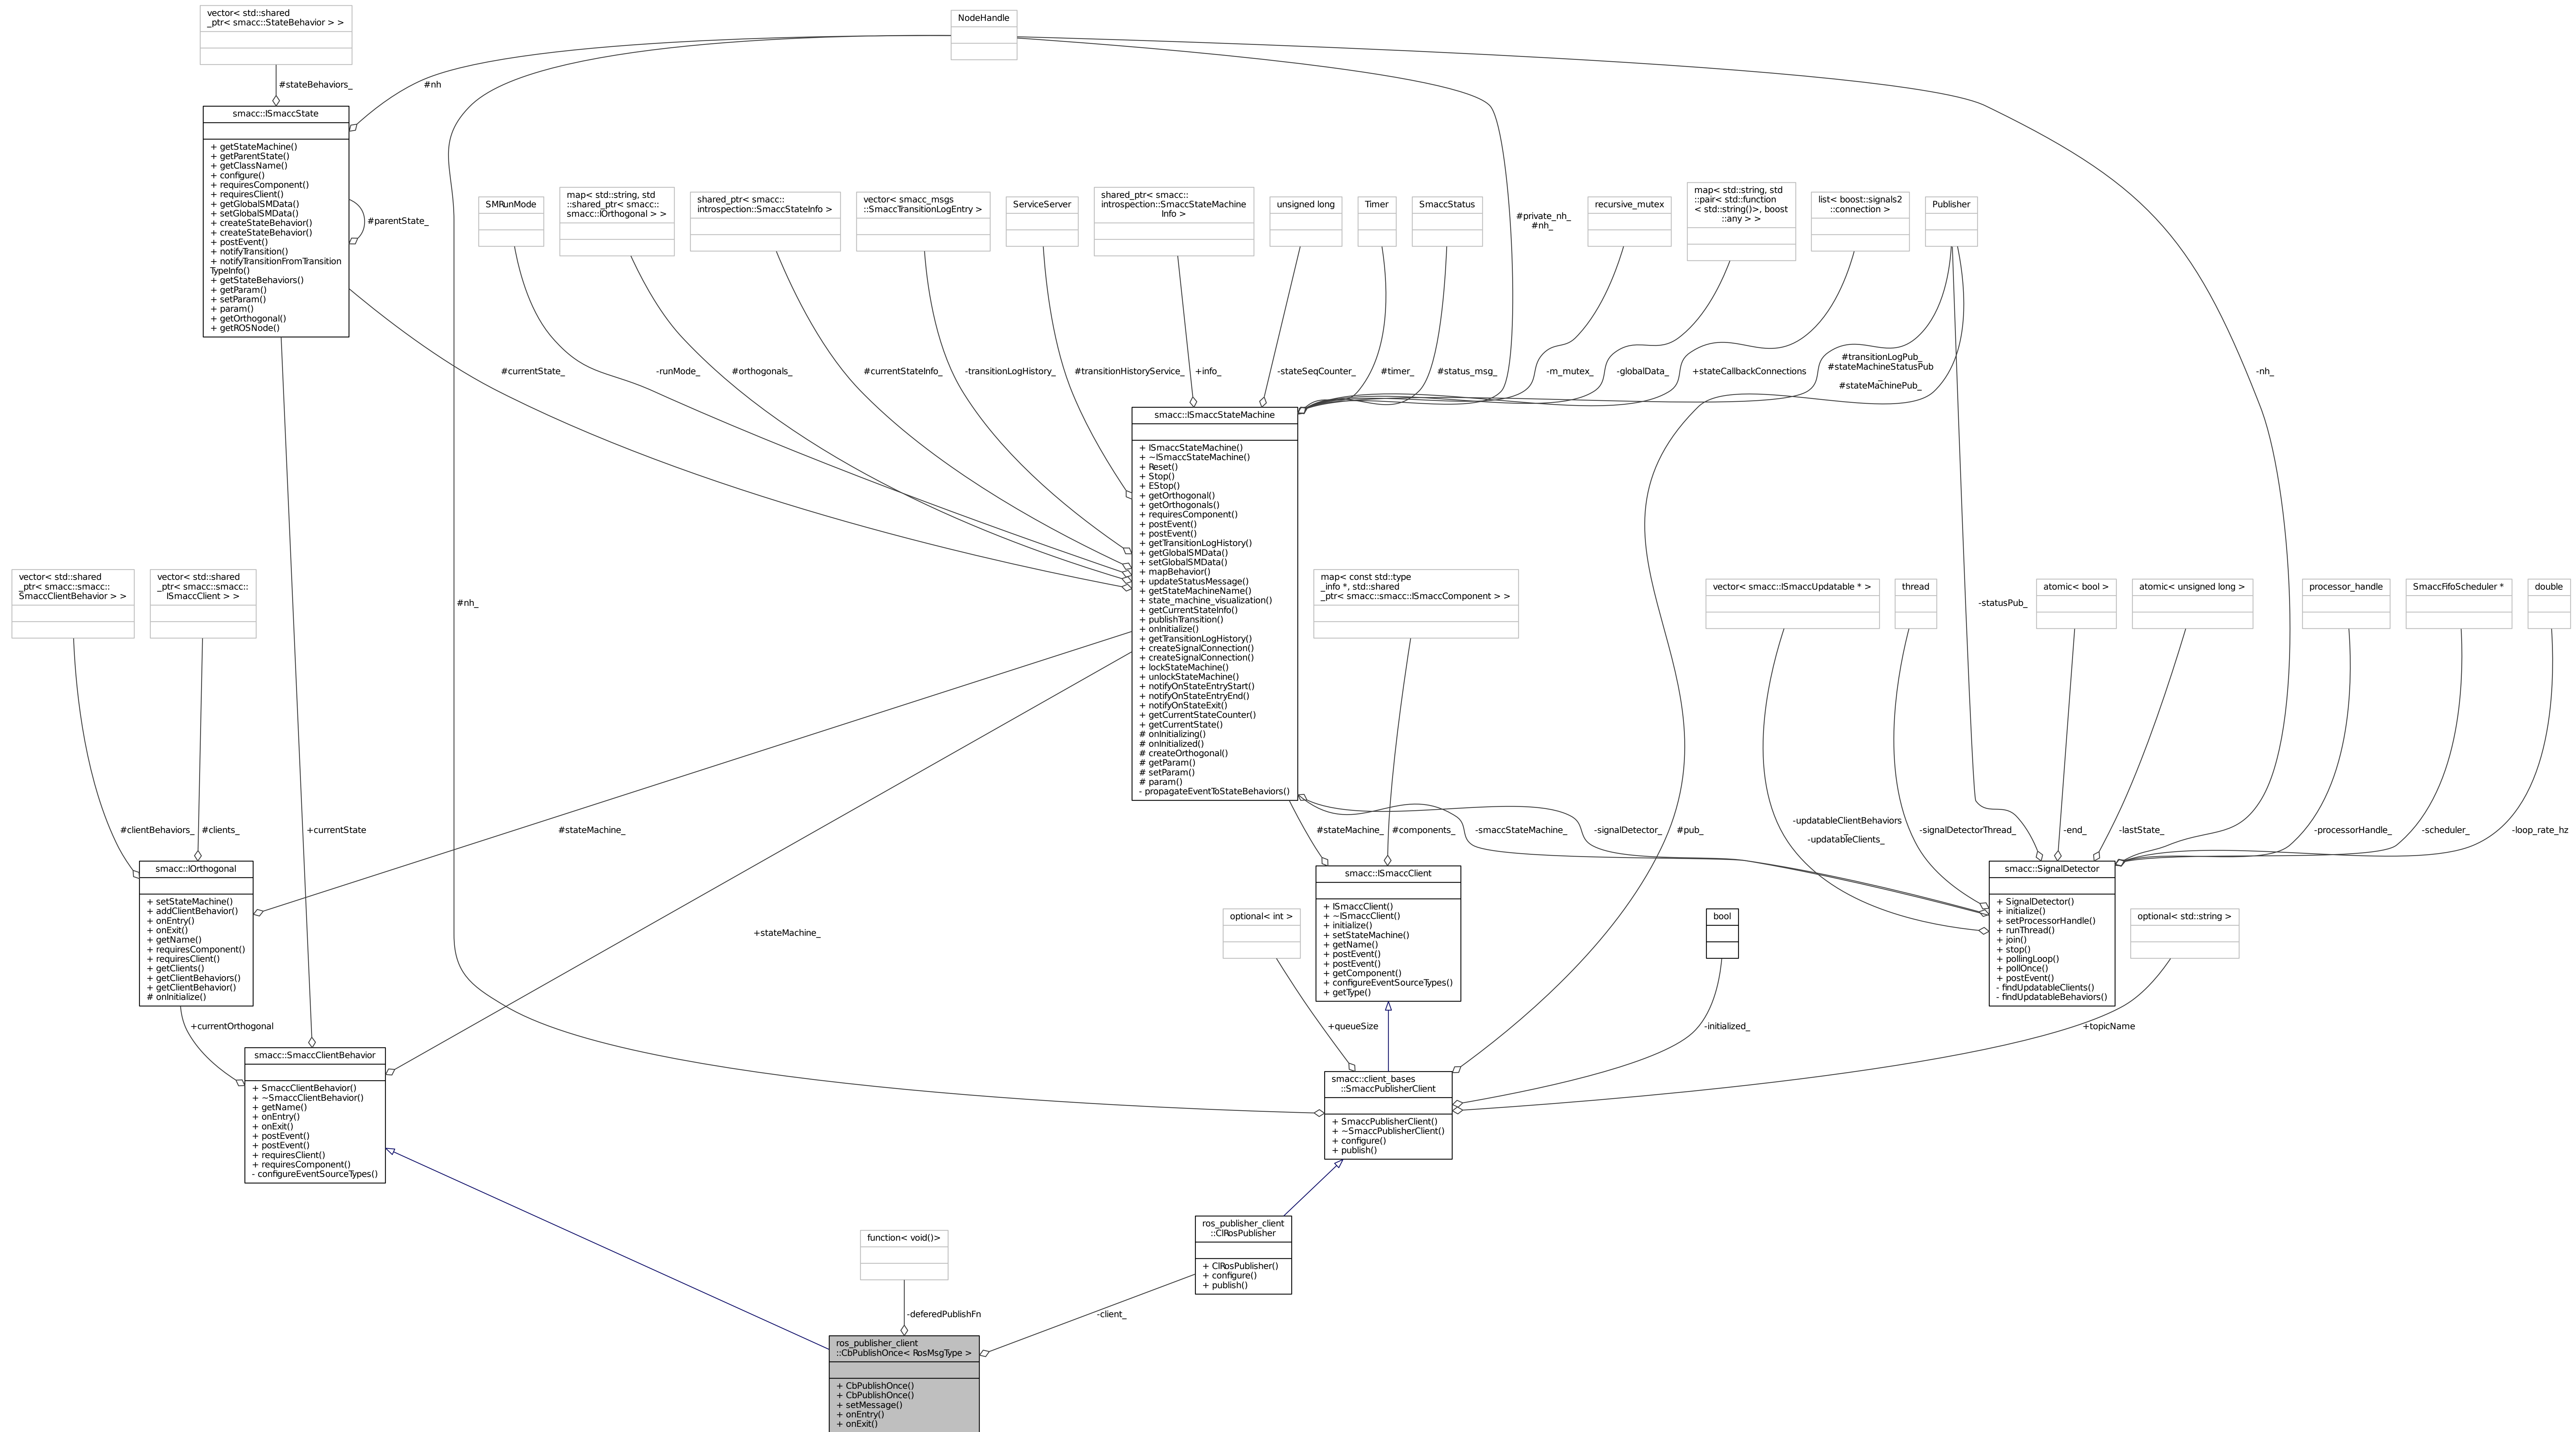 vector< std::shared
_ptr< smacc::StateBehavior > >
NodeHandle
#stateBehaviors_
#nh
smacc::ISmaccState
+ getStateMachine()
+ getParentState()
+ getClassName()
+ configure()
+ requiresComponent()
+ requiresClient()
+ getGlobalSMData()
+ setGlobalSMData()
+ createStateBehavior()
+ createStateBehavior()
+ postEvent()
+ notifyTransition()
+ notifyTransitionFromTransition
TypeInfo()
+ getStateBehaviors()
+ getParam()
+ setParam()
+ param()
+ getOrthogonal()
+ getROSNode()
#parentState_
SMRunMode
map< std::string, std
::shared_ptr< smacc::
smacc::IOrthogonal > >
shared_ptr< smacc::
introspection::SmaccStateInfo >
vector< smacc_msgs
::SmaccTransitionLogEntry >
ServiceServer
shared_ptr< smacc::
introspection::SmaccStateMachine
Info >
unsigned long
Timer
SmaccStatus
#private_nh_
#nh_
recursive_mutex
map< std::string, std
::pair< std::function
< std::string()>, boost
::any > >
list< boost::signals2
::connection >
Publisher
#currentState_
-runMode_
#orthogonals_
#currentStateInfo_
-transitionLogHistory_
#transitionHistoryService_
+info_
-stateSeqCounter_
#timer_
#status_msg_
-m_mutex_
-globalData_
+stateCallbackConnections
#transitionLogPub_
#stateMachineStatusPub
_
#stateMachinePub_
-nh_
smacc::ISmaccStateMachine
+ ISmaccStateMachine()
+ ~ISmaccStateMachine()
+ Reset()
+ Stop()
+ EStop()
+ getOrthogonal()
+ getOrthogonals()
+ requiresComponent()
+ postEvent()
+ postEvent()
+ getTransitionLogHistory()
+ getGlobalSMData()
+ setGlobalSMData()
+ mapBehavior()
+ updateStatusMessage()
+ getStateMachineName()
+ state_machine_visualization()
+ getCurrentStateInfo()
+ publishTransition()
+ onInitialize()
+ getTransitionLogHistory()
+ createSignalConnection()
+ createSignalConnection()
+ lockStateMachine()
+ unlockStateMachine()
+ notifyOnStateEntryStart()
+ notifyOnStateEntryEnd()
+ notifyOnStateExit()
+ getCurrentStateCounter()
+ getCurrentState()
# onInitializing()
# onInitialized()
# createOrthogonal()
# getParam()
# setParam()
# param()
- propagateEventToStateBehaviors()
vector< std::shared
_ptr< smacc::smacc::
SmaccClientBehavior > >
vector< std::shared
_ptr< smacc::smacc::
ISmaccClient > >
#nh_
map< const std::type
_info *, std::shared
_ptr< smacc::smacc::ISmaccComponent > >
vector< smacc::ISmaccUpdatable * >
thread
-statusPub_
atomic< bool >
atomic< unsigned long >
processor_handle
SmaccFifoScheduler *
double
#clientBehaviors_
#clients_
+currentState
#stateMachine_
#stateMachine_
#components_
-smaccStateMachine_
-signalDetector_
#pub_
-updatableClientBehaviors
_
-updatableClients_
-signalDetectorThread_
-end_
-lastState_
-processorHandle_
-scheduler_
-loop_rate_hz
smacc::IOrthogonal
+ setStateMachine()
+ addClientBehavior()
+ onEntry()
+ onExit()
+ getName()
+ requiresComponent()
+ requiresClient()
+ getClients()
+ getClientBehaviors()
+ getClientBehavior()
# onInitialize()
+stateMachine_
optional< int >
smacc::ISmaccClient
+ ISmaccClient()
+ ~ISmaccClient()
+ initialize()
+ setStateMachine()
+ getName()
+ postEvent()
+ postEvent()
+ getComponent()
+ configureEventSourceTypes()
+ getType()
bool
smacc::SignalDetector
+ SignalDetector()
+ initialize()
+ setProcessorHandle()
+ runThread()
+ join()
+ stop()
+ pollingLoop()
+ pollOnce()
+ postEvent()
- findUpdatableClients()
- findUpdatableBehaviors()
optional< std::string >
+currentOrthogonal
+queueSize
-initialized_
+topicName
smacc::SmaccClientBehavior
+ SmaccClientBehavior()
+ ~SmaccClientBehavior()
+ getName()
+ onEntry()
+ onExit()
+ postEvent()
+ postEvent()
+ requiresClient()
+ requiresComponent()
- configureEventSourceTypes()
smacc::client_bases
::SmaccPublisherClient
+ SmaccPublisherClient()
+ ~SmaccPublisherClient()
+ configure()
+ publish()
function< void()>
ros_publisher_client
::ClRosPublisher
+ ClRosPublisher()
+ configure()
+ publish()
-deferedPublishFn
-client_
ros_publisher_client
::CbPublishOnce< RosMsgType >
+ CbPublishOnce()
+ CbPublishOnce()
+ setMessage()
+ onEntry()
+ onExit()